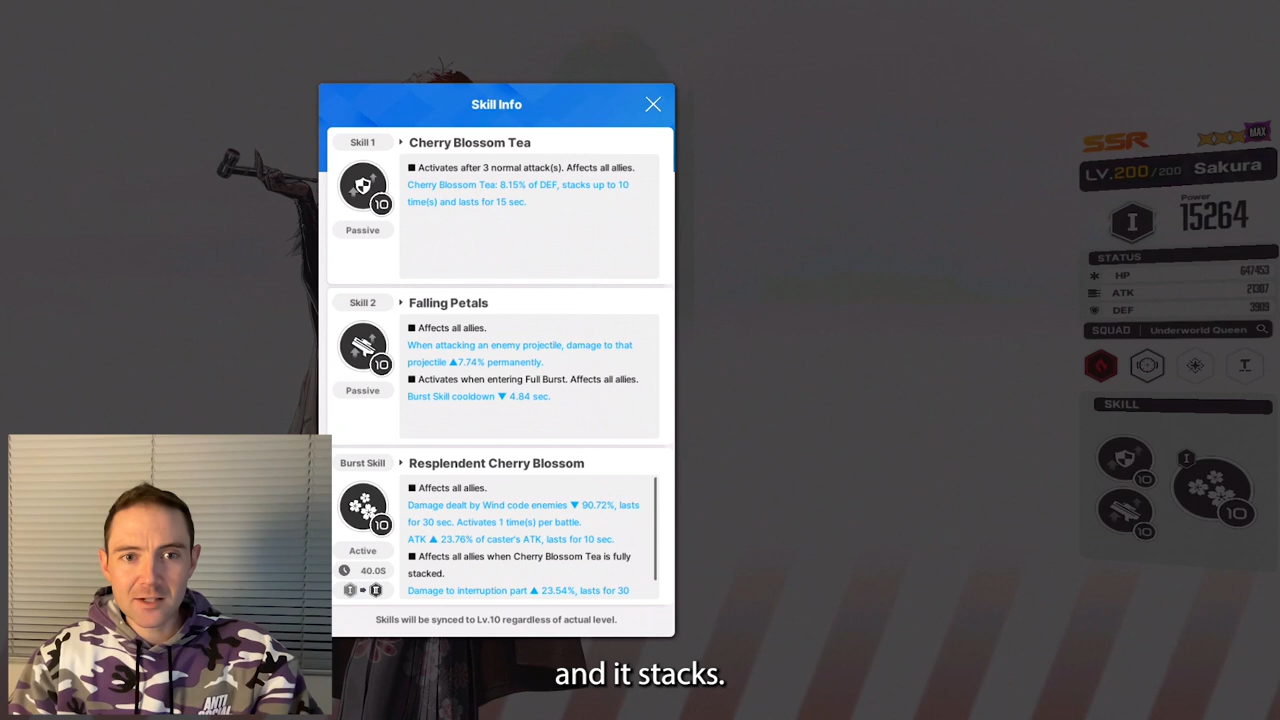 Skill Info
Skill 1
Cherry Blossom Tea
■ Activates after 3 normal attack(s). Affects all allies.
Cherry Blossom Tea: 8.15% of DEF, stacks up to 10
time(s) and lasts for 15 sec.
10
Passive
Skill 2
Falling Petals
■ Affects all allies.
When attacking an enemy projectile, damage to that
projectile ▲7.74% permanently.
■ Activates when entering Full Burst. Affects all allies.
Burst Skill cooldown ▼ 4.84 sec.
10
Passive
Burst Skill
Resplendent Cherry Blossom
■ Affects all allies.
Damage dealt by Wind code enemies ▼ 90.72%, lasts
for 30 sec. Activates 1 time(s) per battle.
ATK ▲ 23.76% of caster's ATK, lasts for 10 sec.
■ Affects all allies when Cherry Blossom Tea is fully
stacked.
Damage to interruption part ▲ 23.54%, lasts for 30
10
Active
40.0S
I II
Skills will be synced to Lv.10 regardless of actual level.
SSR
MAX
LV.200/200 Sakura
Power
I 15264
STATUS
HP 647453
ATK 21307
DEF 3909
SQUAD Underworld Queen
SKILL
10
I
10
10
ANTI
and it stacks.